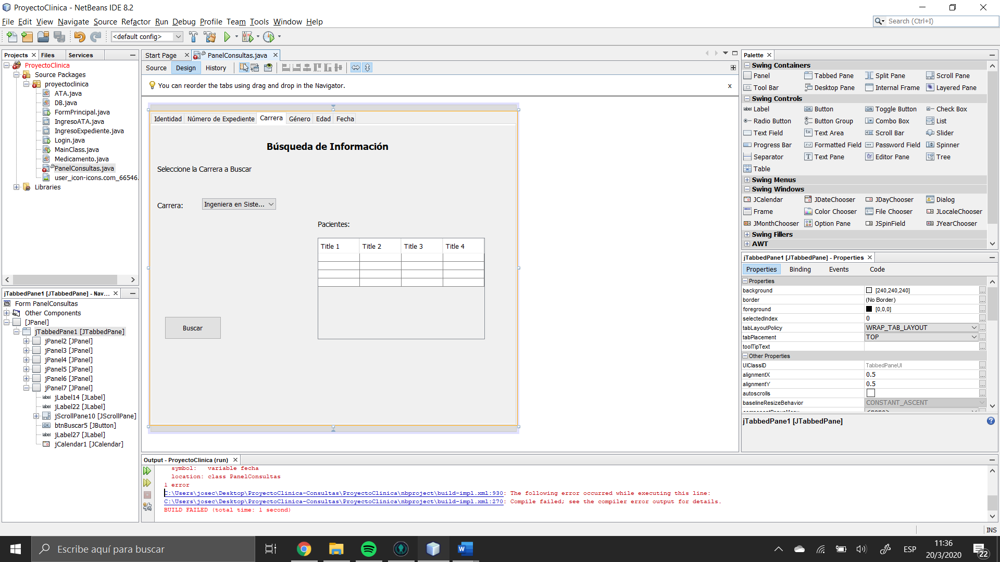 ProyectoClinica - NetBeans IDE 8.2
File Edit View Navigate Source Refactor Run Debug Profile Team Tools Window Help
Search (Ctrl+I)
<default config>
Projects Files Services
ProyectoClinica
Source Packages
proyectoclinica
ATA.java
DB.java
FormPrincipal.java
IngresoATA.java
IngresoExpediente.java
Login.java
MainClass.java
Medicamento.java
PanelConsultas.java
user_icon-icons.com_66546.
Libraries
jTabbedPane1 [JTabbedPane] - Nav...
Form PanelConsultas
Other Components
[JPanel]
jTabbedPane1 [JTabbedPane]
jPanel2 [JPanel]
jPanel3 [JPanel]
jPanel4 [JPanel]
jPanel5 [JPanel]
jPanel6 [JPanel]
jPanel7 [JPanel]
jLabel14 [JLabel]
jLabel22 [JLabel]
jScrollPane10 [JScrollPane]
btnBuscar5 [JButton]
jLabel27 [JLabel]
jCalendar1 [JCalendar]
Start Page PanelConsultas.java
Source Design History
You can reorder the tabs using drag and drop in the Navigator. x
Identidad Número de Expediente Carrera Género Edad Fecha
Búsqueda de Información
Seleccione la Carrera a Buscar
Carrera: Ingeniera en Siste...
Pacientes:
Title 1 Title 2 Title 3 Title 4
Buscar
Output - ProyectoClinica (run)
symbol: variable fecha
location: class PanelConsultas
1 error
C:\Users\josec\Desktop\ProyectoClinica-Consultas\ProyectoClinica\nbproject\build-impl.xml:930: The following error occurred while executing this line:
C:\Users\josec\Desktop\ProyectoClinica-Consultas\ProyectoClinica\nbproject\build-impl.xml:270: Compile failed; see the compiler error output for details.
BUILD FAILED (total time: 1 second)
Palette
Swing Containers
Panel Tabbed Pane Split Pane Scroll Pane
Tool Bar Desktop Pane Internal Frame Layered Pane
Swing Controls
Label Button Toggle Button Check Box
Radio Button Button Group Combo Box List
Text Field Text Area Scroll Bar Slider
Progress Bar Formatted Field Password Field Spinner
Separator Text Pane Editor Pane Tree
Table
Swing Menus
Swing Windows
JCalendar JDateChooser JDayChooser Dialog
Frame Color Chooser File Chooser JLocaleChooser
JMonthChooser Option Pane JSpinField JYearChooser
Swing Fillers
AWT
jTabbedPane1 [JTabbedPane] - Properties
Properties Binding Events Code
Properties
background [240,240,240]
border (No Border)
foreground [0,0,0]
selectedIndex 0
tabLayoutPolicy WRAP_TAB_LAYOUT
tabPlacement TOP
toolTipText
Other Properties
UIClassID TabbedPaneUI
alignmentX 0.5
alignmentY 0.5
autoscrolls
baselineResizeBehavior CONSTANT_ASCENT
jTabbedPane1 [JTabbedPane]
INS
Escribe aquí para buscar
ESP
11:36
20/3/2020
22